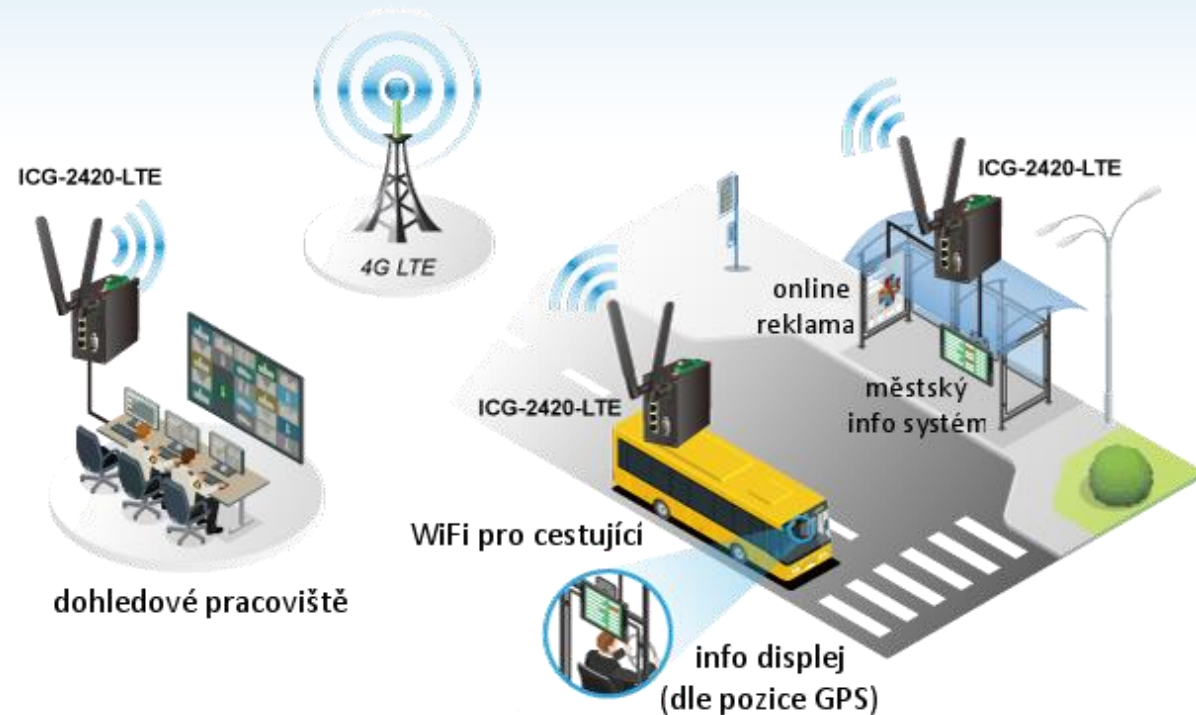 ICG-2420-LTE
4G LTE
ICG-2420-LTE
online
reklama
městský
info systém
ICG-2420-LTE
WiFi pro cestující
dohledové pracoviště
info displej
(dle pozice GPS)